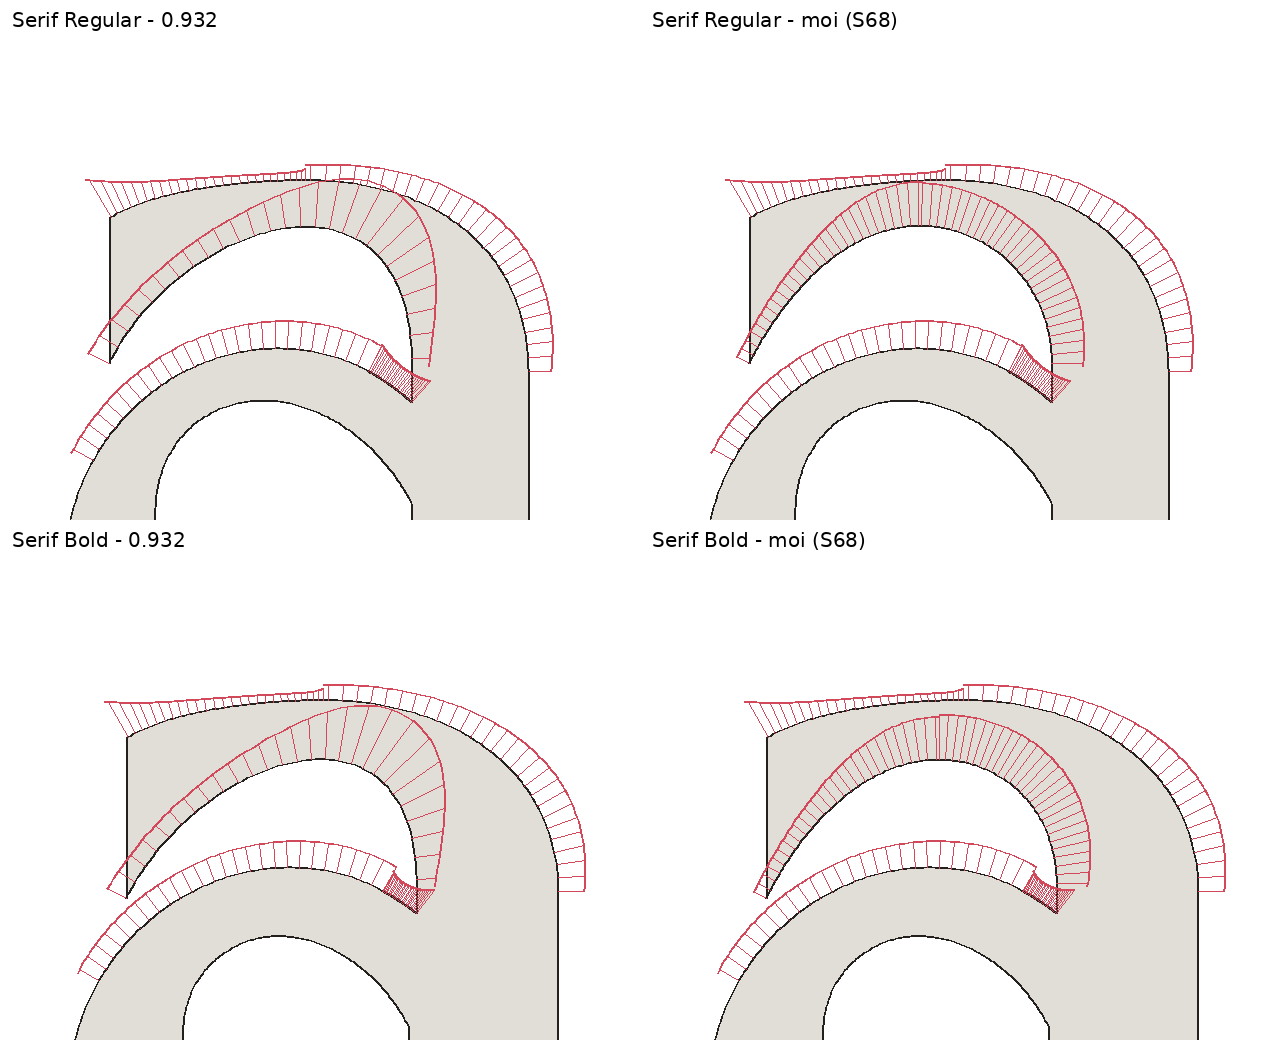 Serif Regular - 0.932
Serif Regular - moi (S68)
Serif Bold - 0.932
Serif Bold - moi (S68)